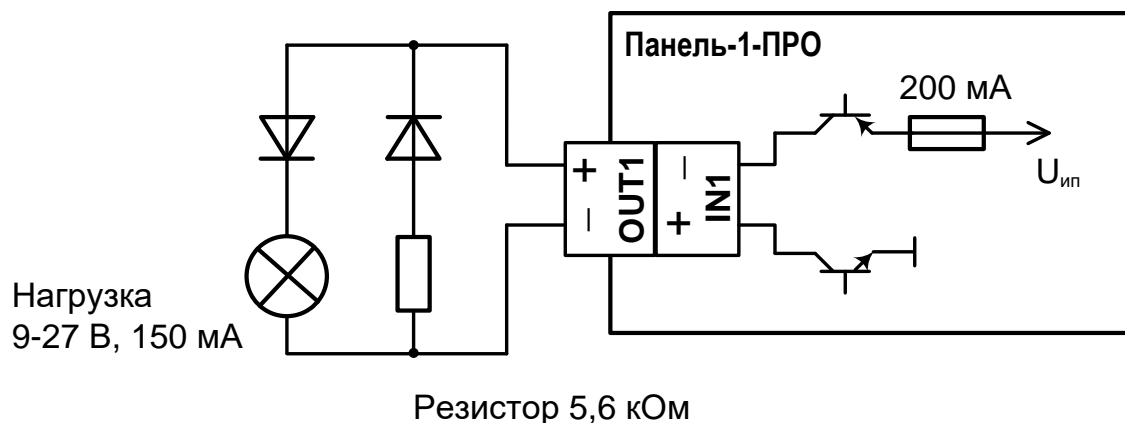 Панель-1-ПРО
200 мА
Uип
+
−
OUT1
−
+
IN1
Нагрузка
9-27 В, 150 мА
Резистор 5,6 кОм